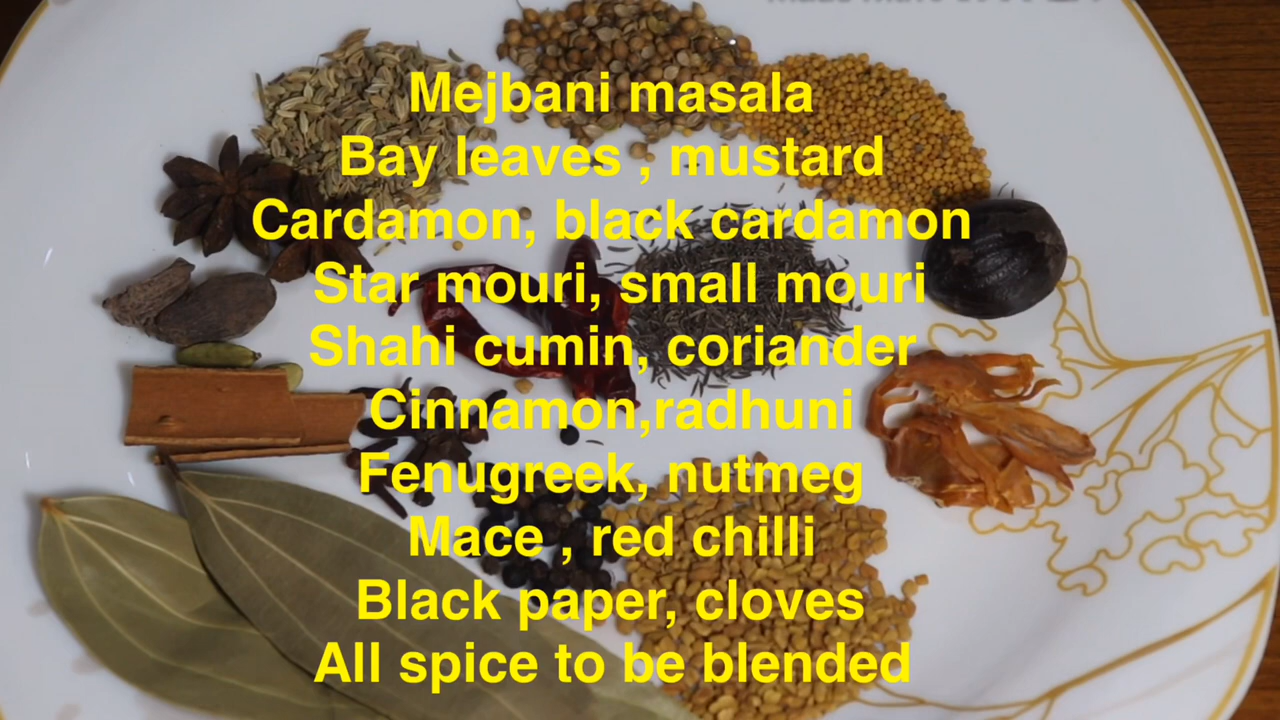 Mejbani masala
Bay leaves , mustard
Cardamon, black cardamon
Star mouri, small mouri
Shahi cumin, coriander
Cinnamon,radhuni
Fenugreek, nutmeg
Mace , red chilli
Black paper, cloves
All spice to be blended